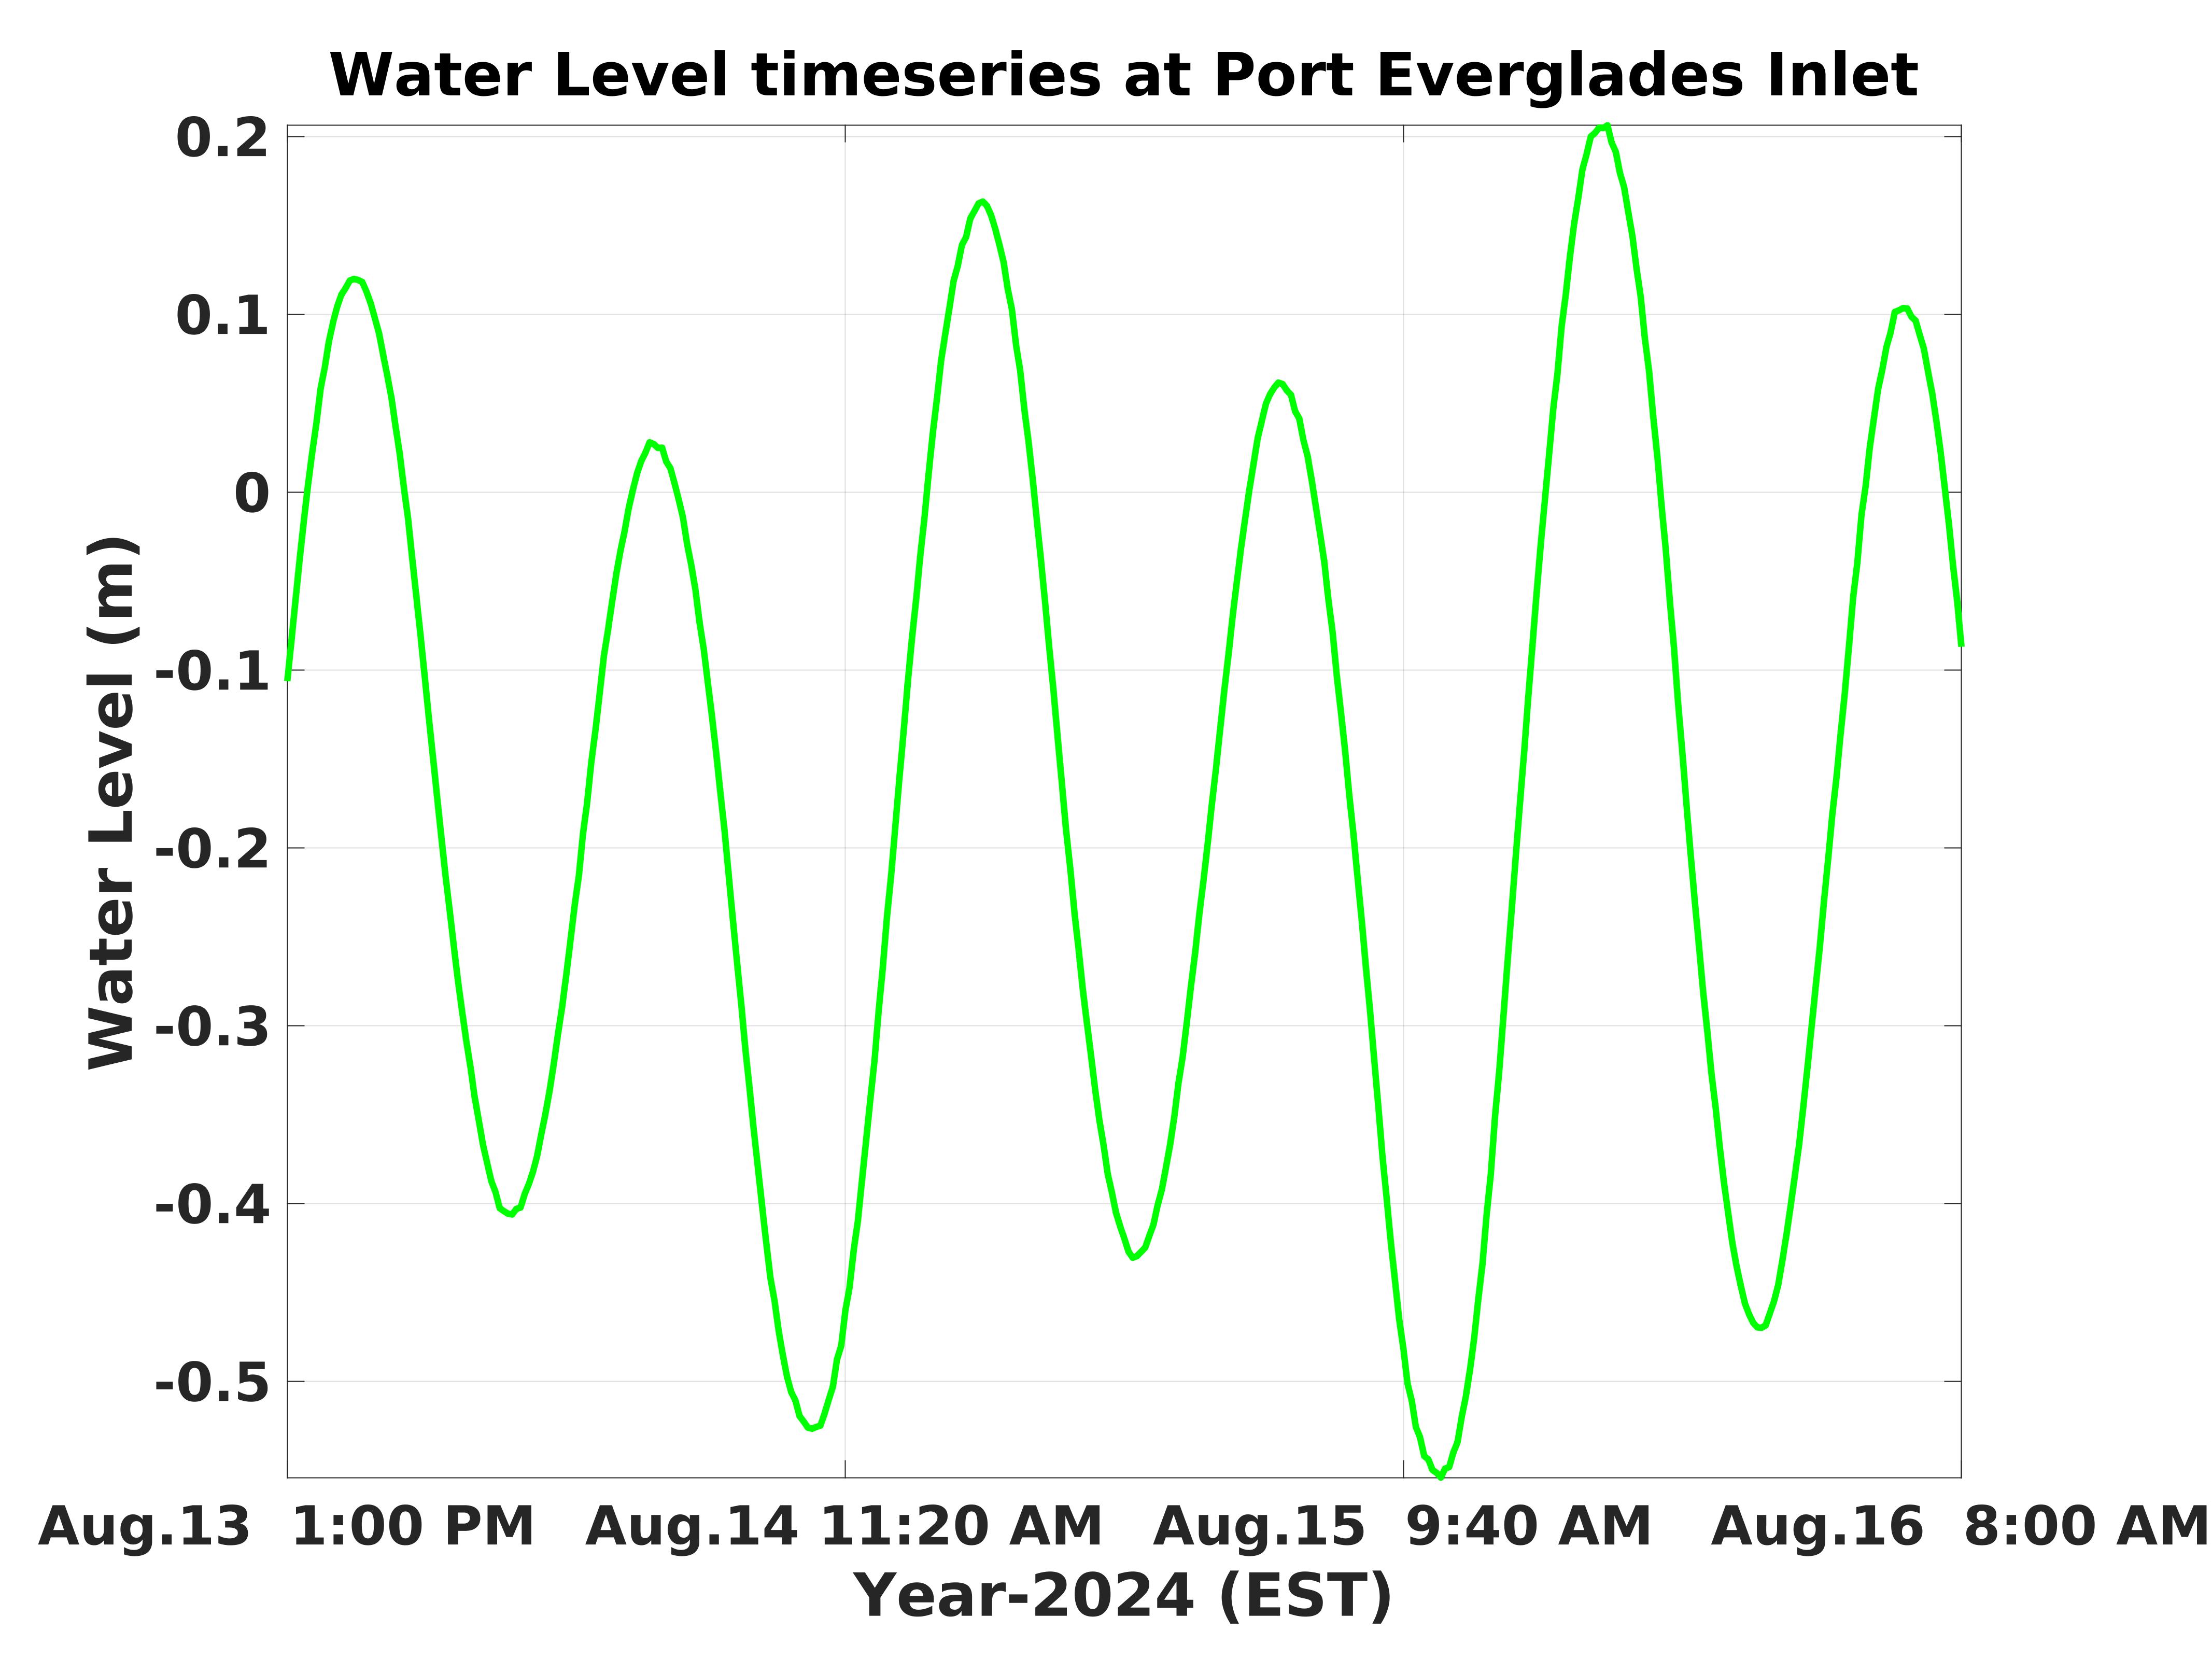 Water Level timeseries at Port Everglades Inlet
0.2
0.1
0
-0.1
-0.2
-0.3
-0.4
-0.5
Water Level (m)
Aug.13 1:00 PM Aug.14 11:20 AM Aug.15 9:40 AM Aug.16 8:00 AM
Year-2024 (EST)